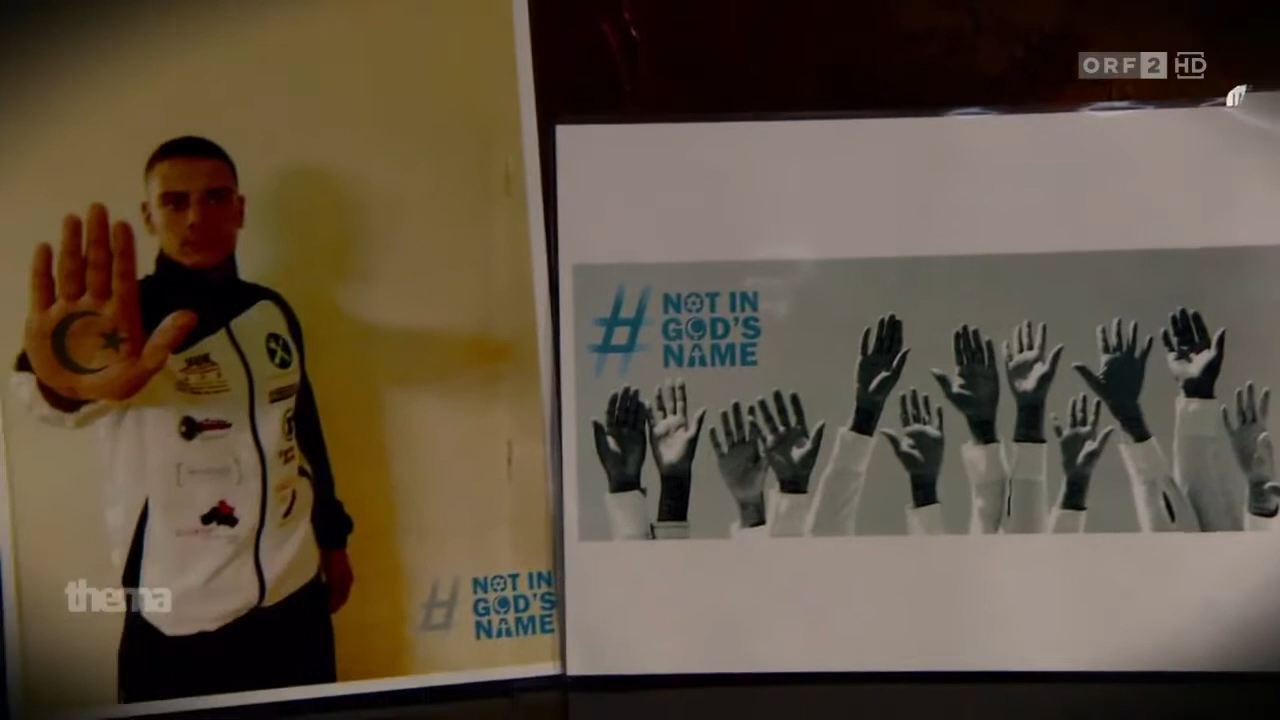 ORF 2 HD
# NOT IN
GOD'S
NAME
thema
# NOT IN
GOD'S
NAME